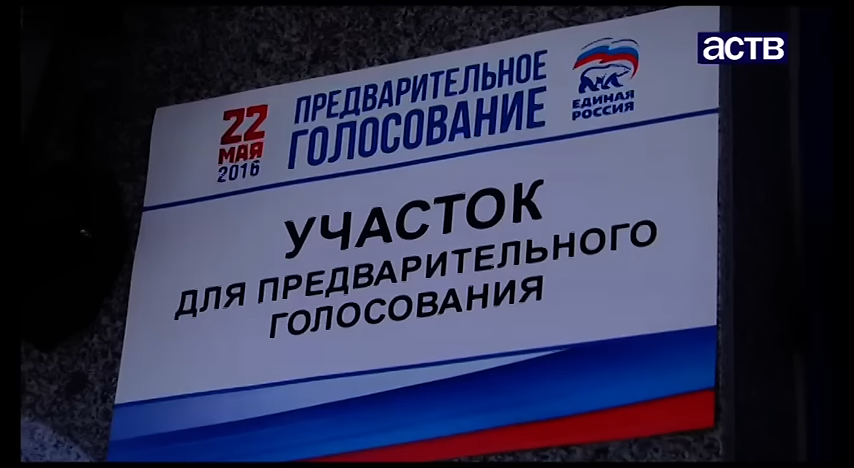 аств
22
МАЯ
2016
ПРЕДВАРИТЕЛЬНОЕ
ГОЛОСОВАНИЕ
ЕДИНАЯ
РОССИЯ
УЧАСТОК
ДЛЯ ПРЕДВАРИТЕЛЬНОГО
ГОЛОСОВАНИЯ